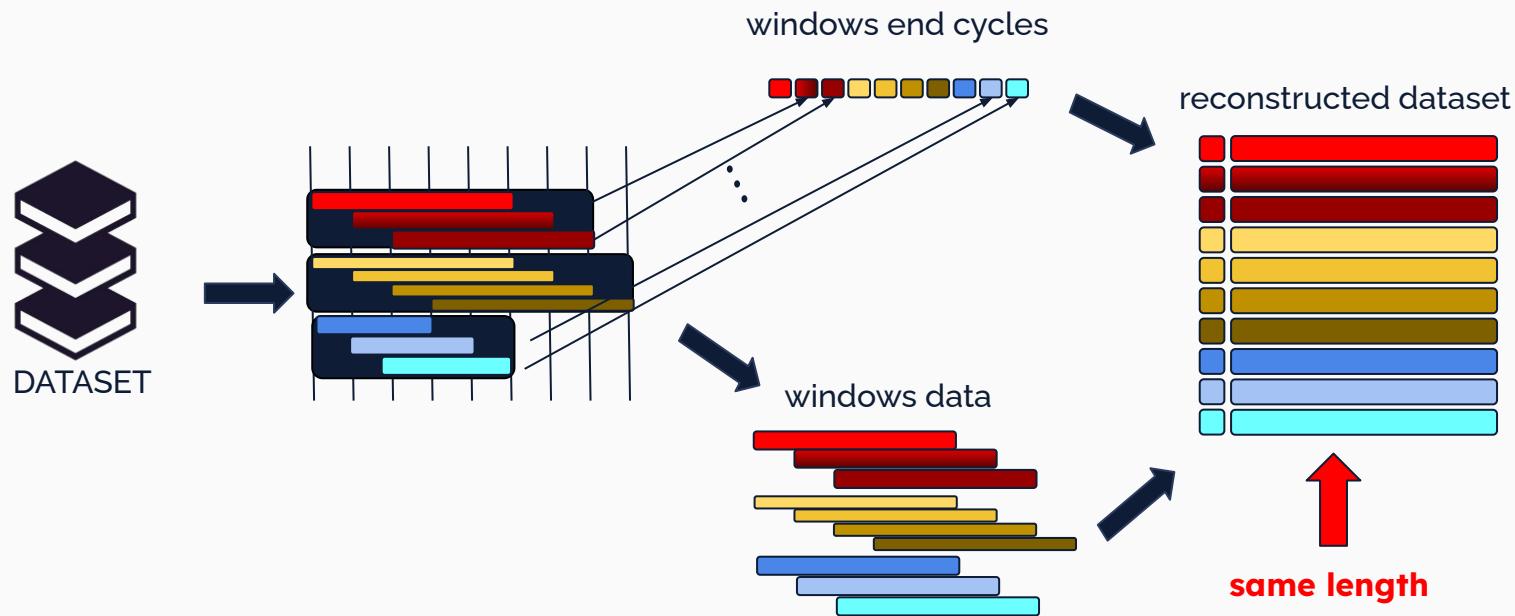 windows end cycles
reconstructed dataset
DATASET
windows data
same length